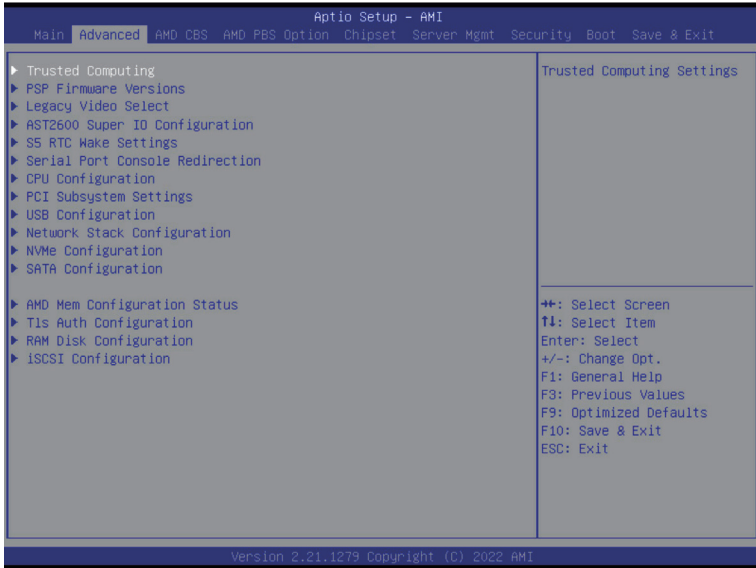 Aptio Setup – AMI
Main Advanced AMD CBS AMD PBS Option Chipset Server Mgmt Security Boot Save & Exit
Trusted Computing
PSP Firmware Versions
Legacy Video Select
AST2600 Super IO Configuration
S5 RTC Wake Settings
Serial Port Console Redirection
CPU Configuration
PCI Subsystem Settings
USB Configuration
Network Stack Configuration
NVMe Configuration
SATA Configuration
AMD Mem Configuration Status
Tls Auth Configuration
RAM Disk Configuration
iSCSI Configuration
Trusted Computing Settings
→←: Select Screen
↑↓: Select Item
Enter: Select
+/-: Change Opt.
F1: General Help
F3: Previous Values
F9: Optimized Defaults
F10: Save & Exit
ESC: Exit
Version 2.21.1279 Copyright (C) 2022 AMI